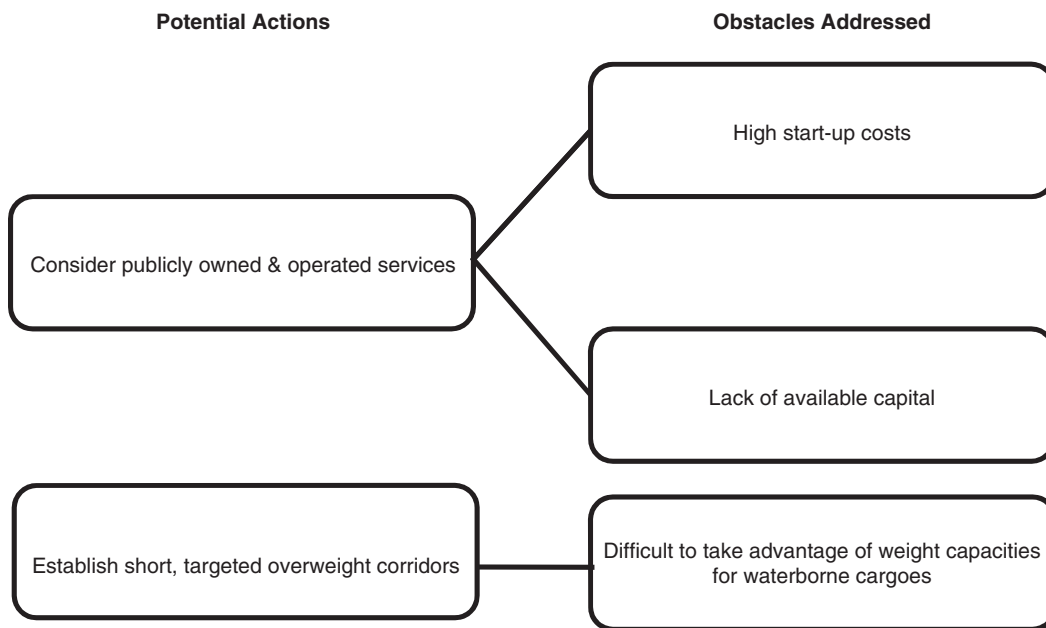 Potential Actions
Obstacles Addressed
High start-up costs
Consider publicly owned & operated services
Lack of available capital
Establish short, targeted overweight corridors
Difficult to take advantage of weight capacities
for waterborne cargoes